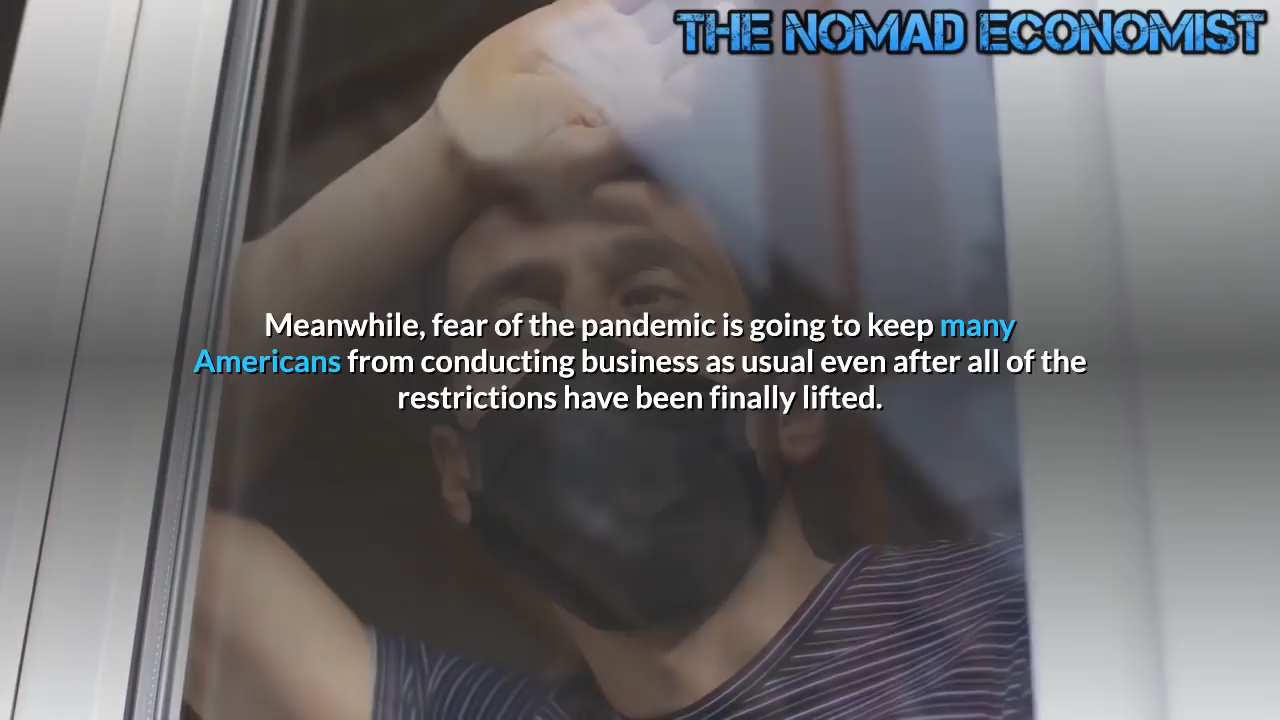 THE NOMAD ECONOMIST
Meanwhile, fear of the pandemic is going to keep many
Americans from conducting business as usual even after all of the
restrictions have been finally lifted.